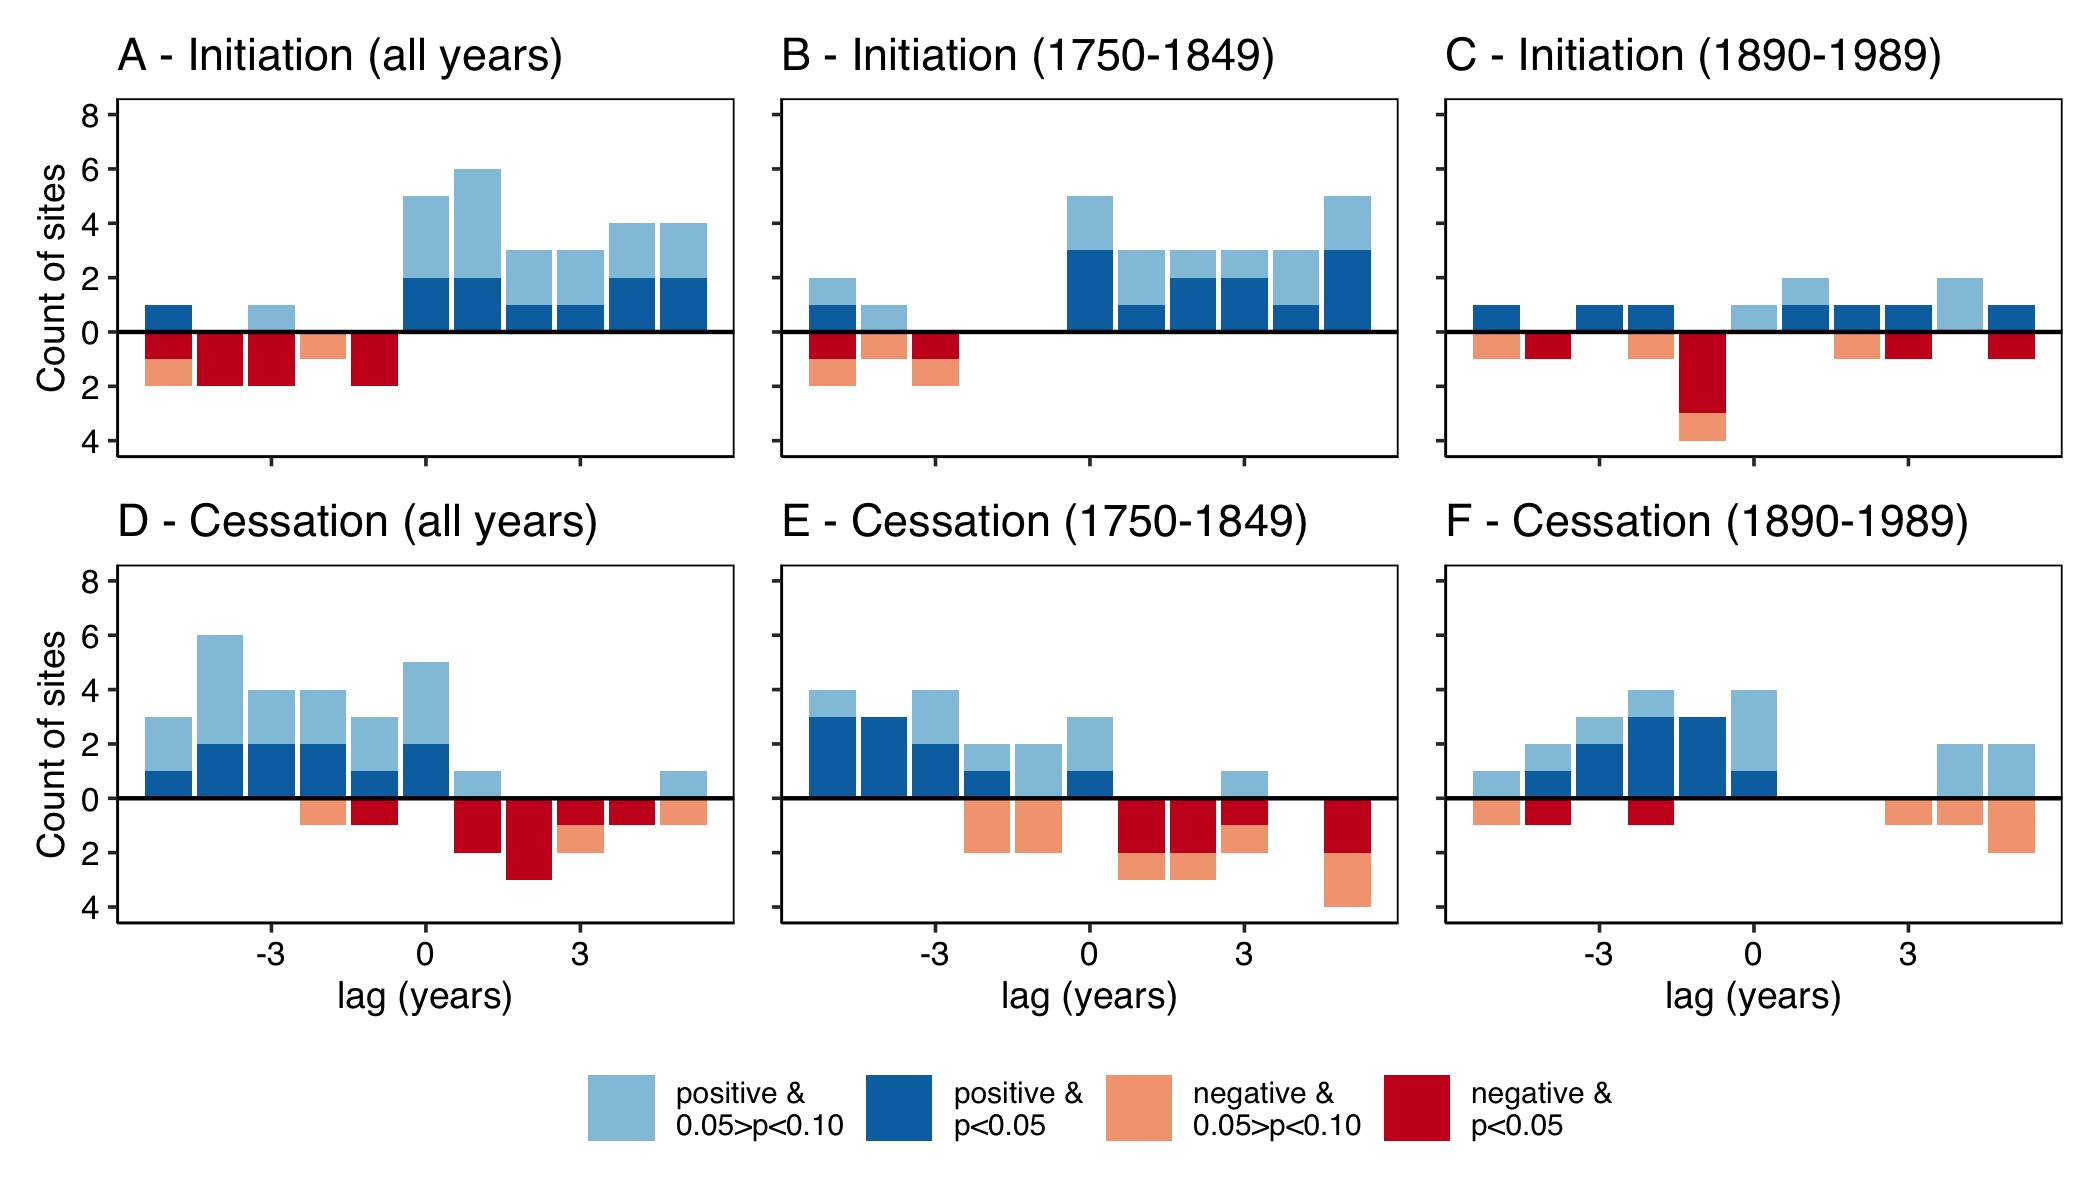 A - Initiation (all years)
B - Initiation (1750-1849)
C - Initiation (1890-1989)
Count of sites
8
6
4
2
0
2
4
D - Cessation (all years)
E - Cessation (1750-1849)
F - Cessation (1890-1989)
Count of sites
8
6
4
2
0
2
4
-3 0 3
-3 0 3
-3 0 3
lag (years)
lag (years)
lag (years)
positive &
0.05>p<0.10
positive &
p<0.05
negative &
0.05>p<0.10
negative &
p<0.05